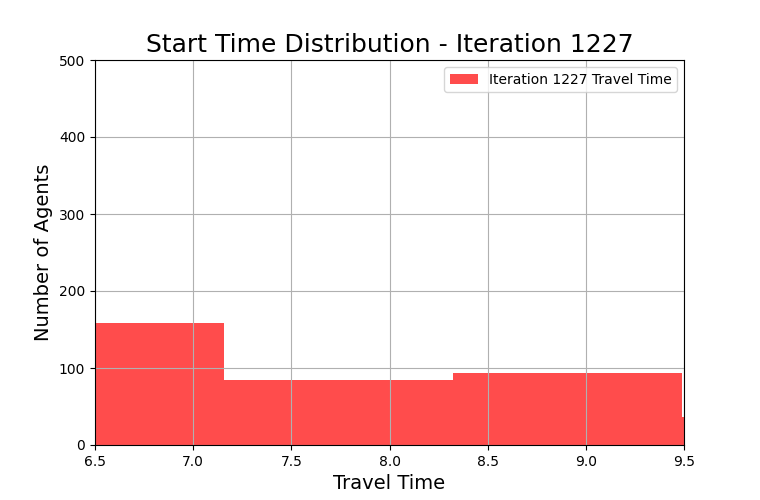 Start Time Distribution - Iteration 1227
500
400
300
200
100
0
Number of Agents
Iteration 1227 Travel Time
6.5 7.0 7.5 8.0 8.5 9.0 9.5
Travel Time